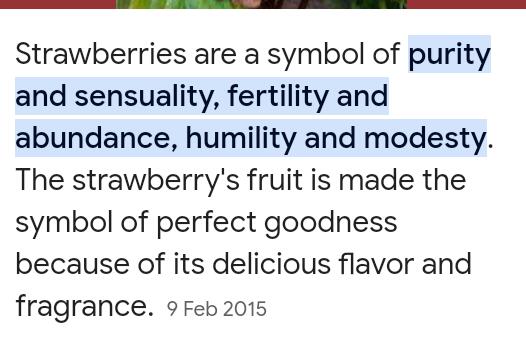 Strawberries are a symbol of purity
and sensuality, fertility and
abundance, humility and modesty.
The strawberry's fruit is made the
symbol of perfect goodness
because of its delicious flavor and
fragrance. 9 Feb 2015